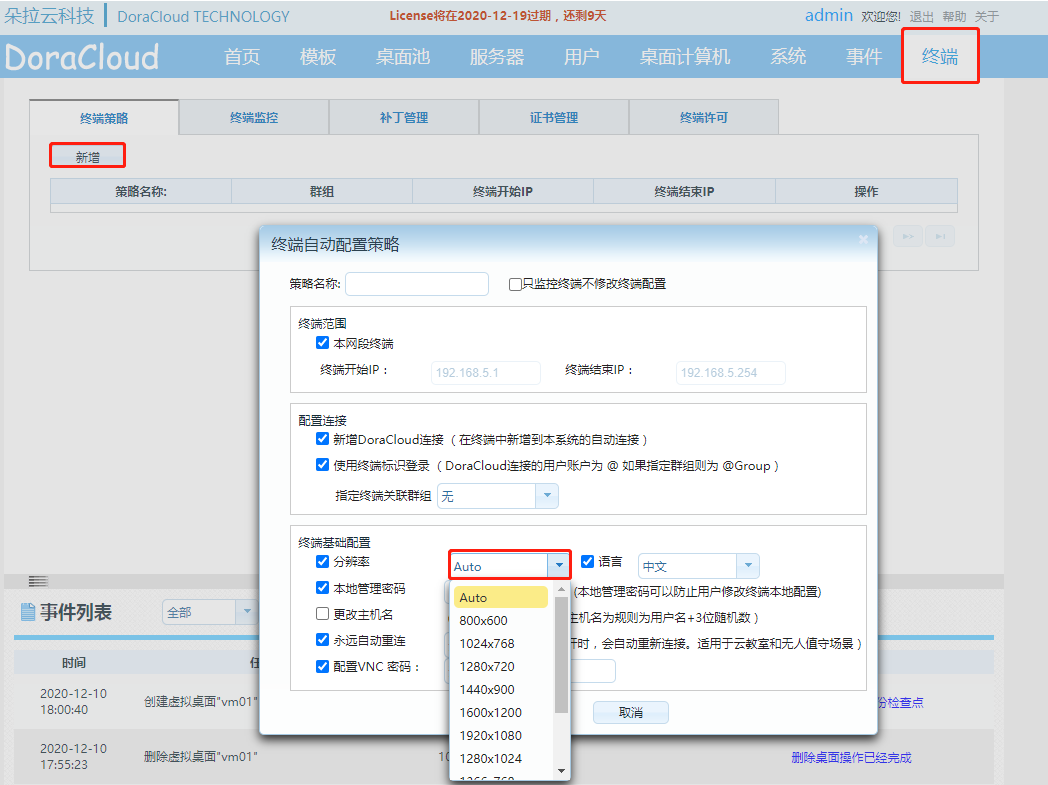 朵拉云科技 DoraCloud TECHNOLOGY License将在2020-12-19过期，还剩9天 admin 欢迎您! 退出 帮助 关于
DoraCloud 首页 模板 桌面池 服务器 用户 桌面计算机 系统 事件 终端
终端策略 终端监控 补丁管理 证书管理 终端许可
新增
策略名称: 群组 终端开始IP 终端结束IP 操作
终端自动配置策略
策略名称: 只监控终端不修改终端配置
终端范围
本网段终端
终端开始IP： 192.168.5.1 终端结束IP： 192.168.5.254
配置连接
新增DoraCloud连接 （在终端中新增到本系统的自动连接 ）
使用终端标识登录 （ DoraCloud连接的用户账户为 @ 如果指定群组则为 @Group ）
指定终端关联群组 无
终端基础配置
分辨率 Auto 语言 中文
本地管理密码 (本地管理密码可以防止用户修改终端本地配置)
更改主机名 主机名为规则为用户名+3位随机数 ）
永远自动重连 开时，会自动重新连接。适用于云教室和无人值守场景 ）
配置VNC 密码：
取消
Auto
800x600
1024x768
1280x720
1440x900
1600x1200
1920x1080
1280x1024
1366x768
事件列表 全部
时间 任
2020-12-10
18:00:40
创建虚拟桌面"vm01" 份检查点
2020-12-10
17:55:23
删除虚拟桌面"vm01" 10 删除桌面操作已经完成